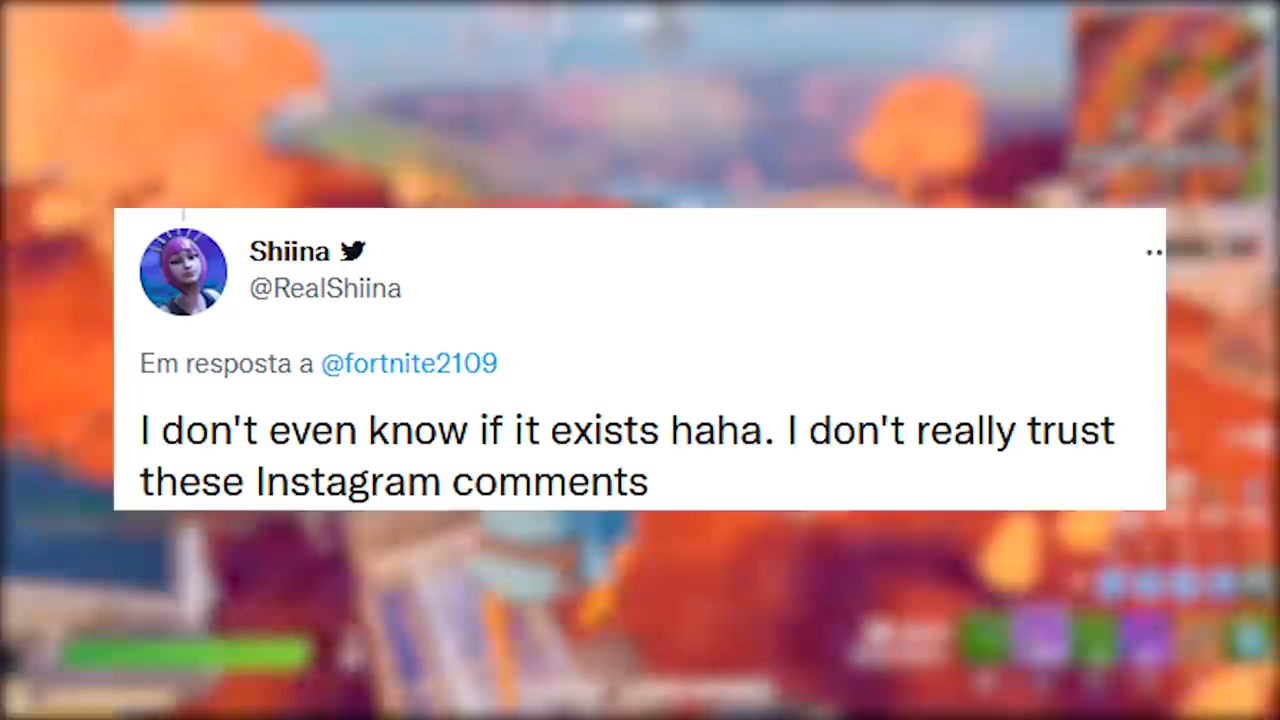 Shiina
@RealShiina
Em resposta a @fortnite2109
I don't even know if it exists haha. I don't really trust
these Instagram comments